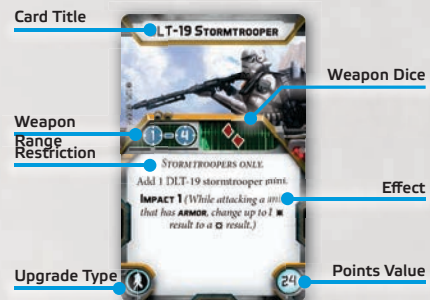 Card Title
DLT-19 STORMTROOPER
Weapon Dice
Weapon
Range
Restriction
1 - 4
STORMTROOPERS ONLY.
Add 1 DLT-19 stormtrooper mini.
Effect
IMPACT 1 (While attacking a unit
that has ARMOR, change up to 1
result to a result.)
Upgrade Type
24
Points Value